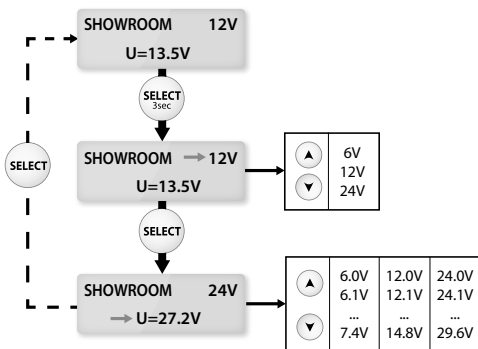 SHOWROOM 12V
U=13.5V
SELECT
3sec
SHOWROOM 12V
U=13.5V
6V
12V
24V
SELECT
SELECT
SHOWROOM 24V
U=27.2V
6.0V 12.0V 24.0V
6.1V 12.1V 24.1V
... ... ...
7.4V 14.8V 29.6V